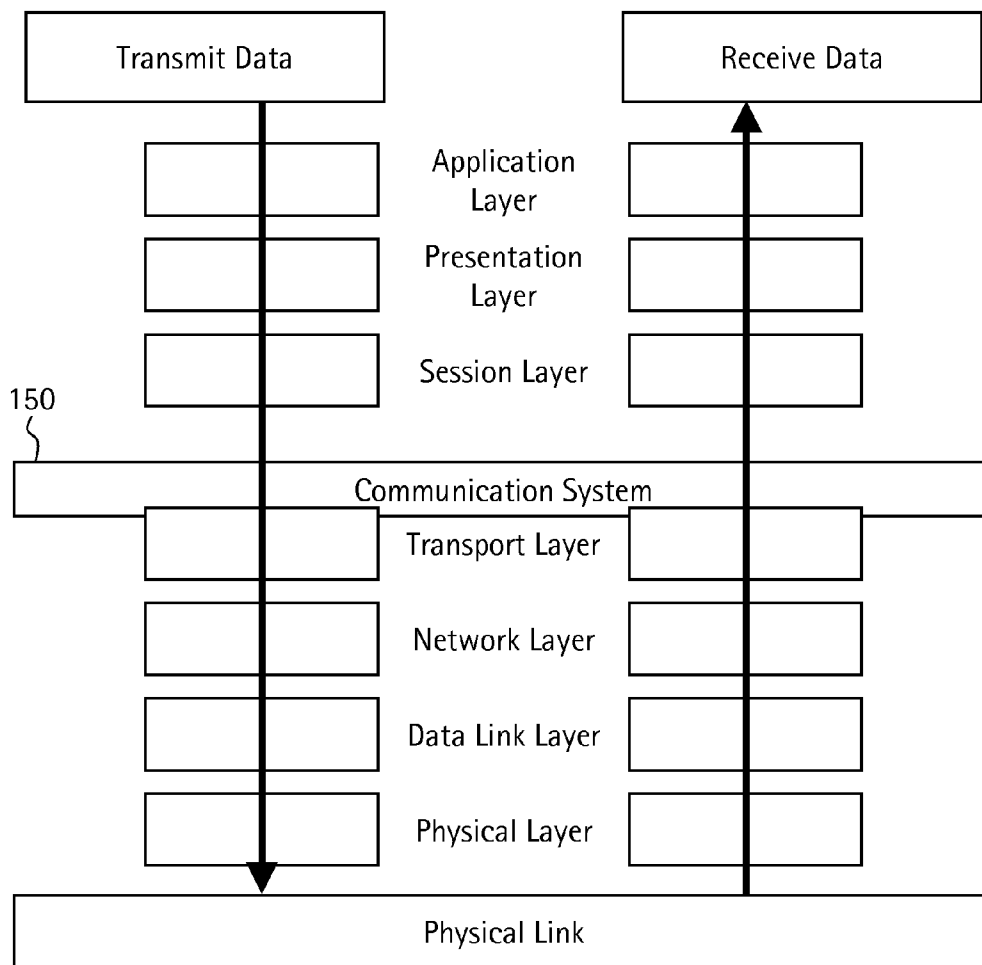 Transmit Data
Receive Data
Application
Layer
Presentation
Layer
Session Layer
150
Communication System
Transport Layer
Network Layer
Data Link Layer
Physical Layer
Physical Link